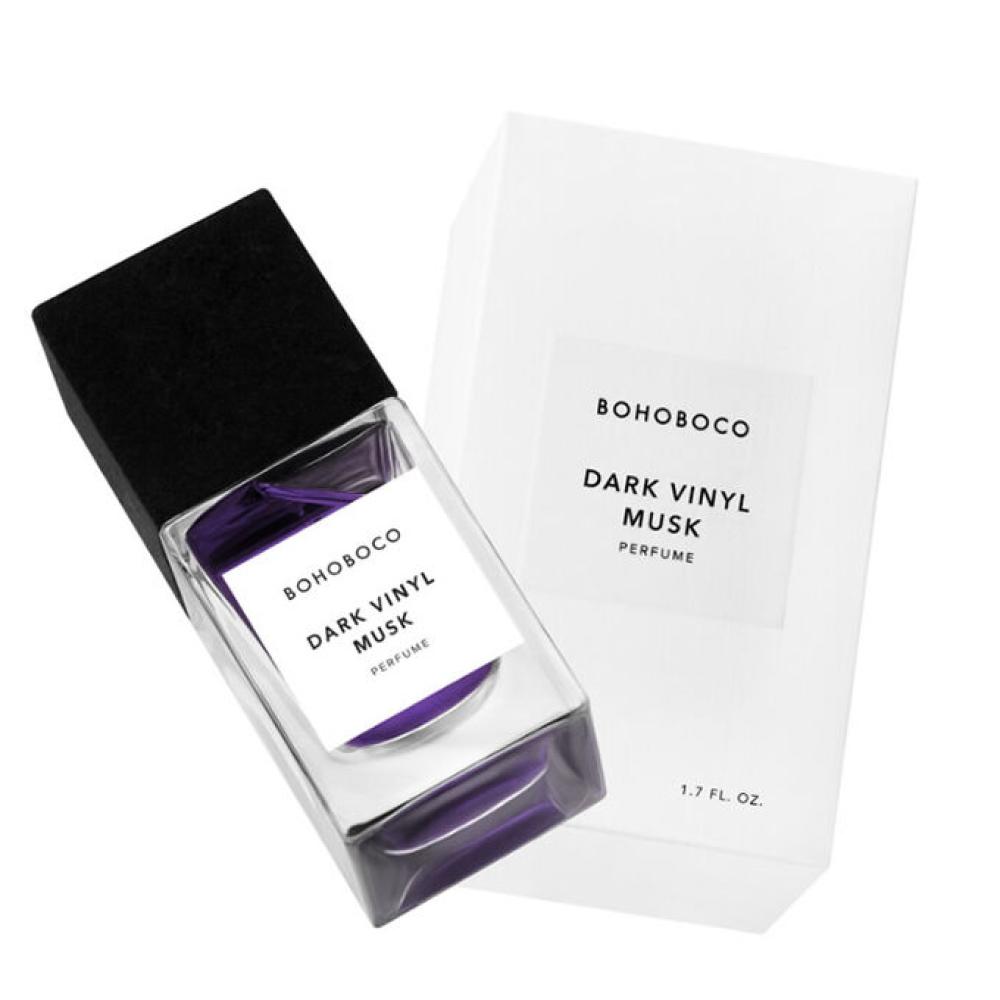 BOHOBOCO
DARK VINYL
MUSK
PERFUME
BOHOBOCO
DARK VINYL
MUSK
PERFUME
1.7 FL. OZ.